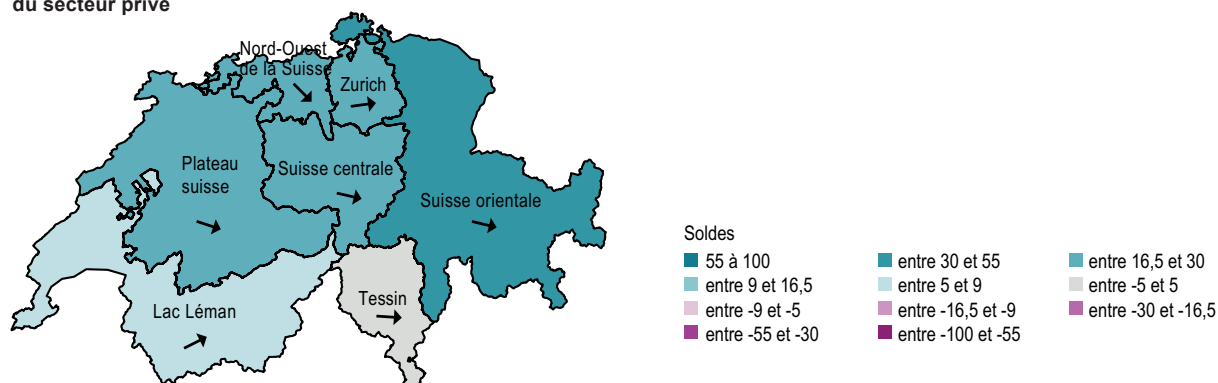 du secteur privé
Nord-Ouest
de la Suisse
Zurich
Plateau
suisse
Suisse centrale
Suisse orientale
Lac Léman
Tessin
Soldes
55 à 100
entre 30 et 55
entre 16,5 et 30
entre 9 et 16,5
entre 5 et 9
entre -5 et 5
entre -9 et -5
entre -16,5 et -9
entre -30 et -16,5
entre -55 et -30
entre -100 et -55